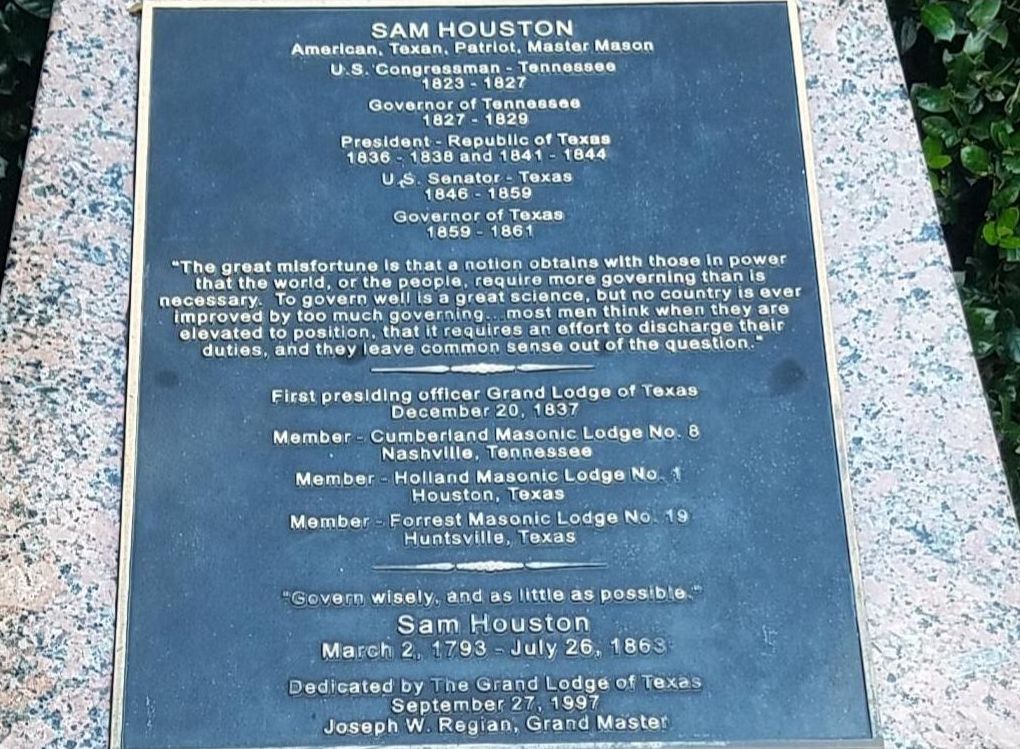 SAM HOUSTON
American, Texan, Patriot, Master Mason
U.S. Congressman - Tennessee
1823 - 1827
Governor of Tennessee
1827 - 1829
President - Republic of Texas
1836 - 1838 and 1841 - 1844
U.S. Senator - Texas
1846 - 1859
Governor of Texas
1859 - 1861
"The great misfortune is that a notion obtains with those in power
that the world, or the people, require more governing than is
necessary. To govern well is a great science, but no country is ever
improved by too much governing...most men think when they are
elevated to position, that it requires an effort to discharge their
duties, and they leave common sense out of the question."
First presiding officer Grand Lodge of Texas
December 20, 1837
Member - Cumberland Masonic Lodge No. 8
Nashville, Tennessee
Member - Holland Masonic Lodge No. 1
Houston, Texas
Member - Forrest Masonic Lodge No. 19
Huntsville, Texas
"Govern wisely, and as little as possible."
Sam Houston
March 2, 1793 - July 26, 1863
Dedicated by The Grand Lodge of Texas
September 27, 1997
Joseph W. Regian, Grand Master